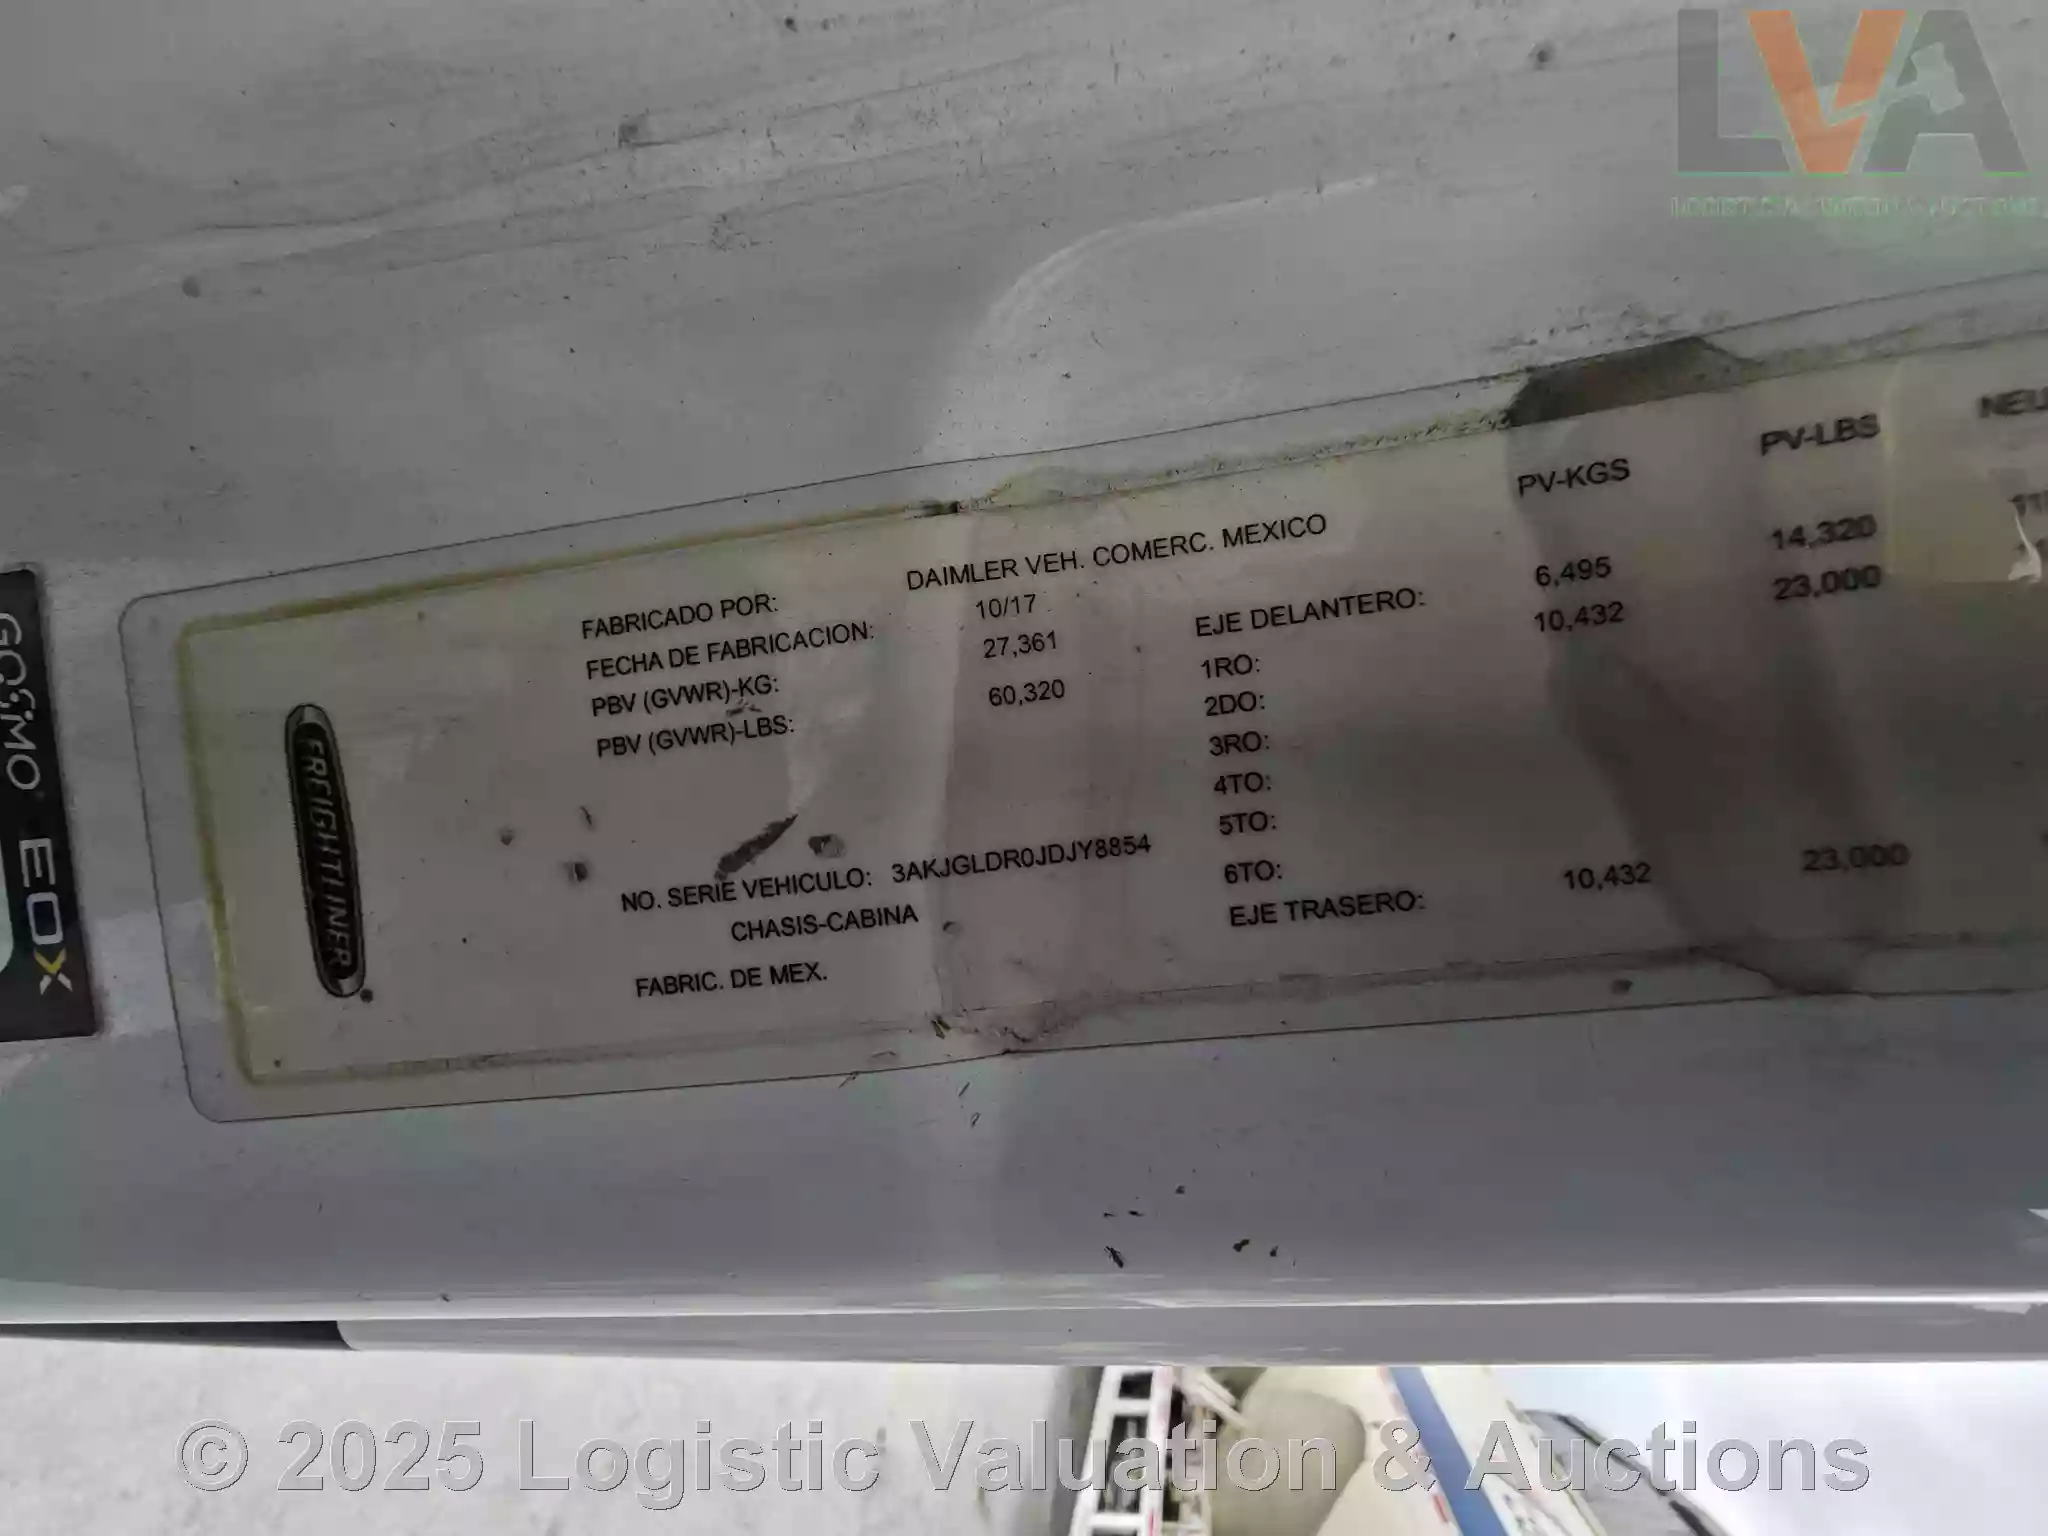 LVA
LOGISTIC VALUATION & AUCTIONS
PV-KGS PV-LBS
FABRICADO POR: DAIMLER VEH. COMERC. MEXICO
FECHA DE FABRICACION: 10/17
PBV (GVWR)-KG: 27,361
PBV (GVWR)-LBS: 60,320
EJE DELANTERO: 6,495 14,320
1RO: 10,432 23,000
2DO:
3RO:
4TO:
5TO:
6TO:
EJE TRASERO: 10,432 23,000
NO. SERIE VEHICULO: 3AKJGLDR0JDJY8854
CHASIS-CABINA
FABRIC. DE MEX.
FREIGHTLINER
EOX
© 2025 Logistic Valuation & Auctions